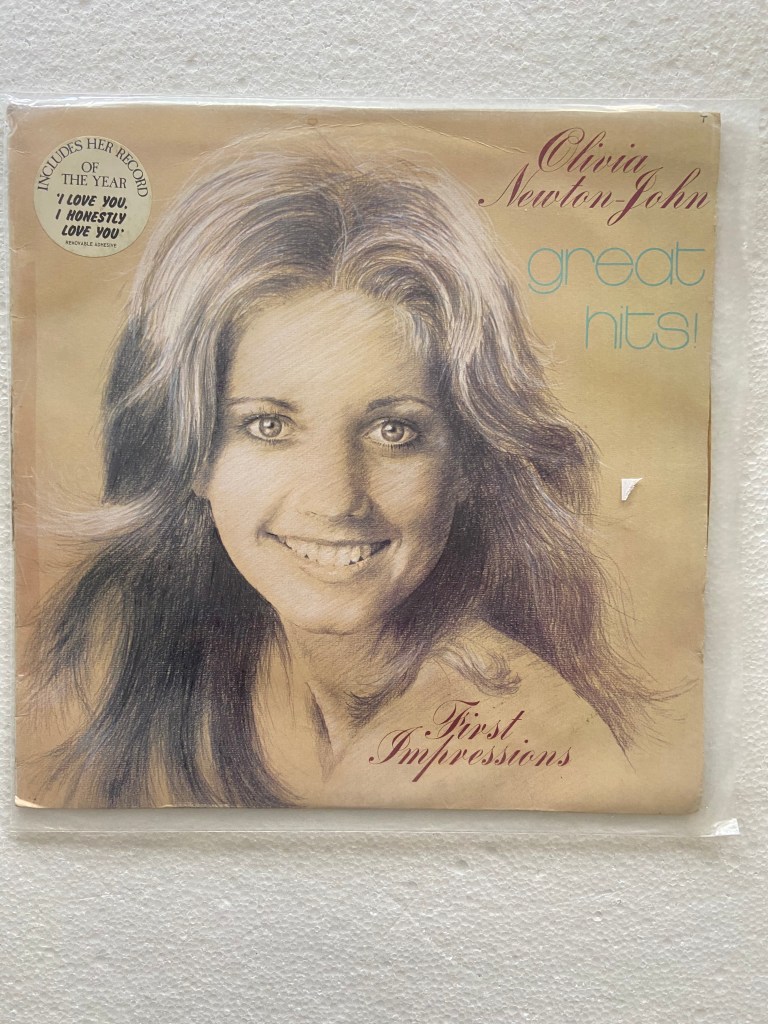 INCLUDES HER RECORD
OF
THE YEAR
'I LOVE YOU,
I HONESTLY
LOVE YOU'
REMOVABLE ADHESIVE
Olivia
Newton-John
great
hits!
First
Impressions